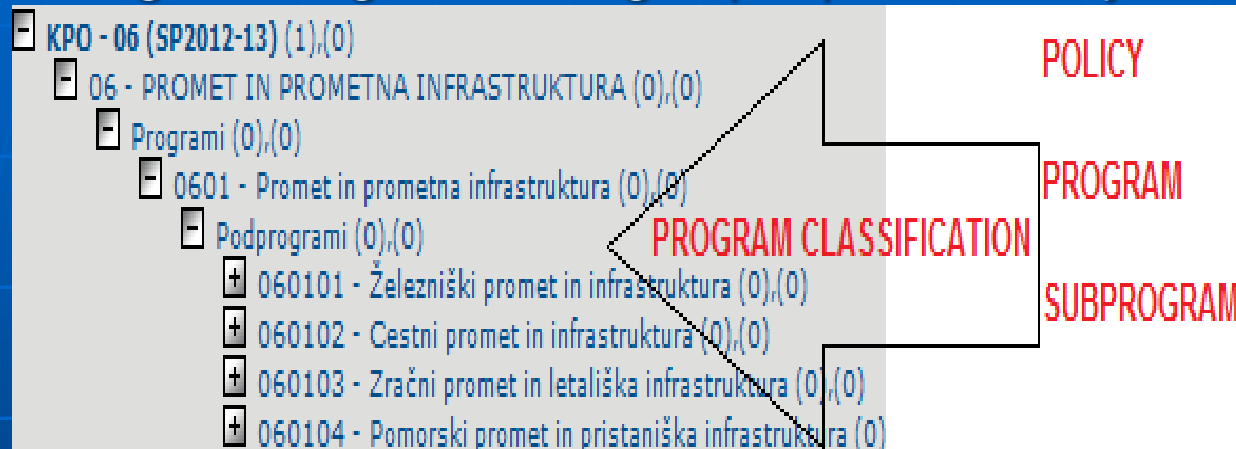 KPO - 06 (SP2012-13) (1),(0)
06 - PROMET IN PROMETNA INFRASTRUKTURA (0),(0)
Programi (0),(0)
0601 - Promet in prometna infrastruktura (0),(0)
Podprogrami (0),(0)
060101 - Železniški promet in infrastruktura (0),(0)
060102 - Cestni promet in infrastruktura (0),(0)
060103 - Zračni promet in letališka infrastruktura (0),(0)
060104 - Pomorski promet in pristaniška infrastruktura (0)
PROGRAM CLASSIFICATION
POLICY
PROGRAM
SUBPROGRAM